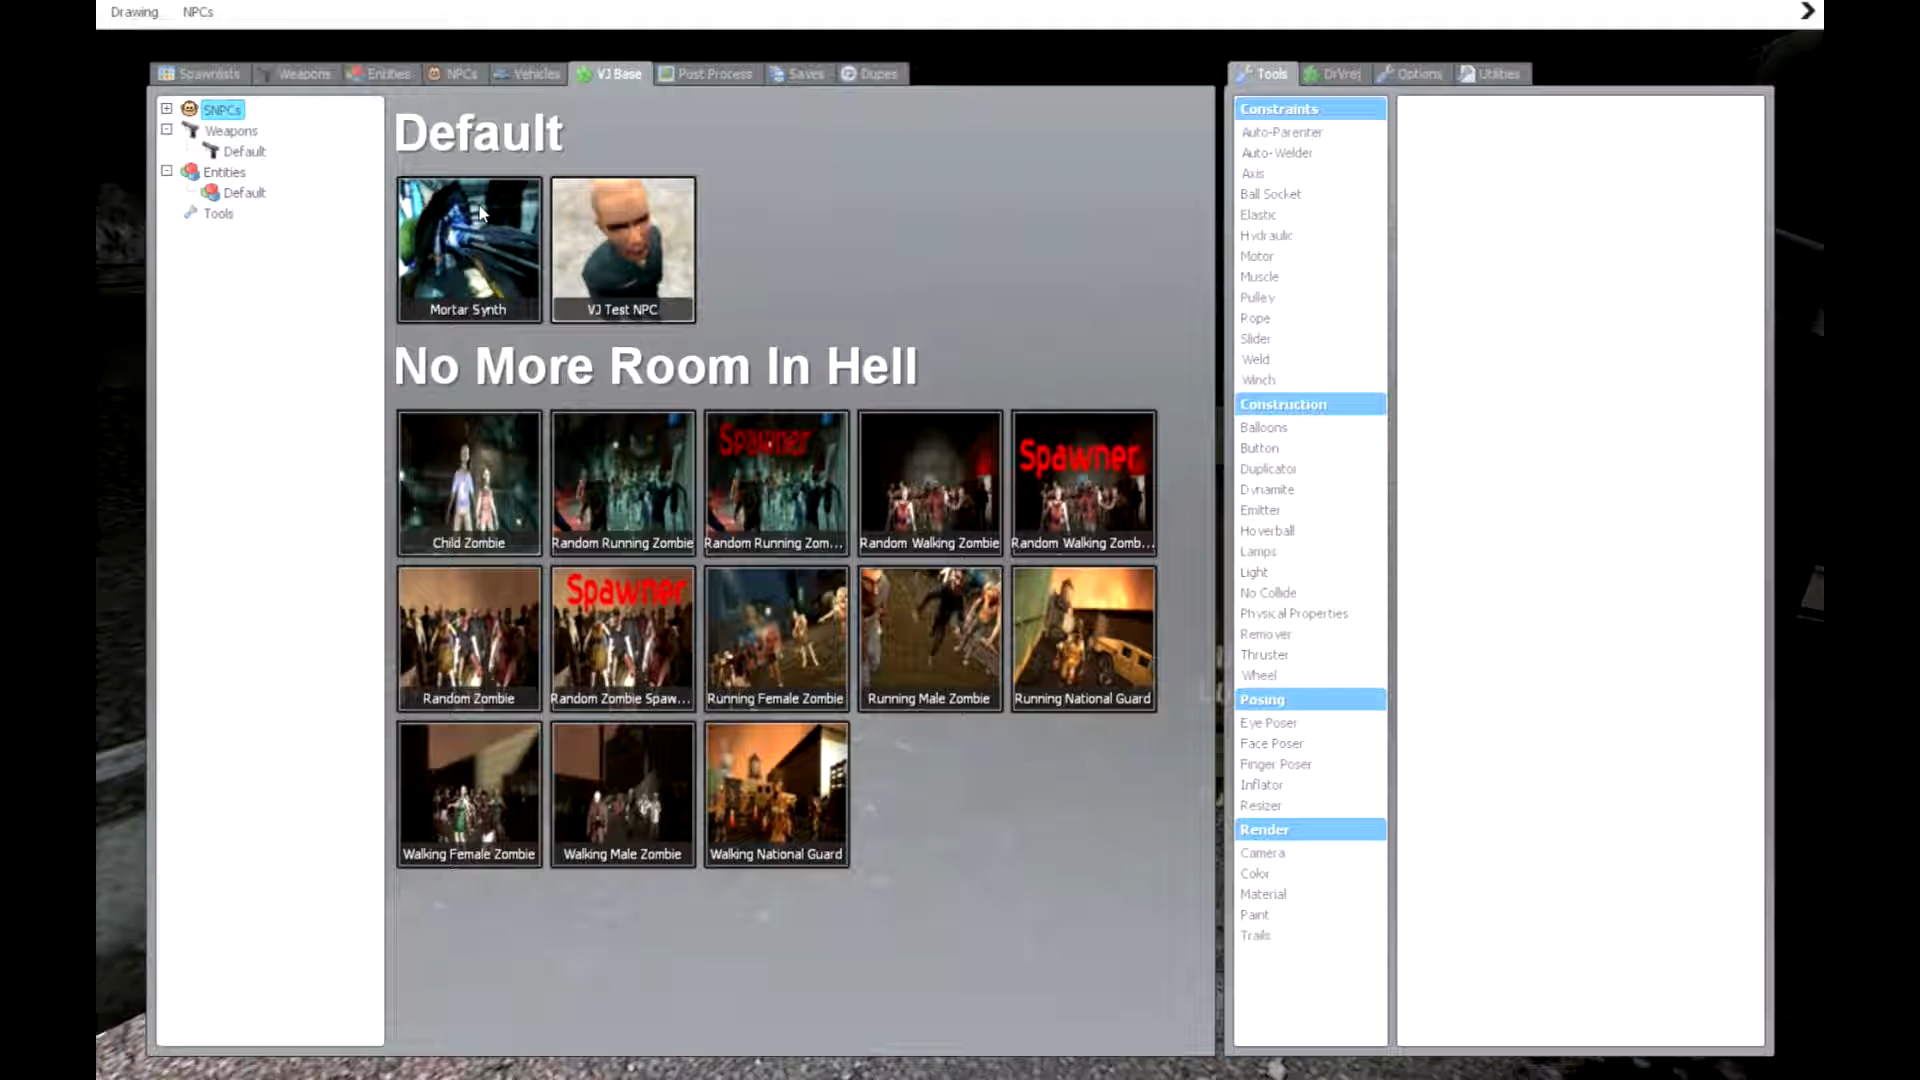 Drawing NPCs
Spawnlists Weapons Entities NPCs Vehicles VJ Base Post Process Saves Dupes
SNPCs
Weapons
Default
Entities
Default
Tools
Default
Mortar Synth
VJ Test NPC
No More Room In Hell
Child Zombie
Random Running Zombie
Spawner
Random Running Zom...
Random Walking Zombie
Spawner
Random Walking Zomb...
Random Zombie
Spawner
Random Zombie Spaw...
Running Female Zombie
Running Male Zombie
Running National Guard
Walking Female Zombie
Walking Male Zombie
Walking National Guard
Tools DrVrej Options Utilities
Constraints
Auto-Parenter
Auto-Welder
Axis
Ball Socket
Elastic
Hydraulic
Motor
Muscle
Pulley
Rope
Slider
Weld
Winch
Construction
Balloons
Button
Duplicator
Dynamite
Emitter
Hoverball
Lamps
Light
No Collide
Physical Properties
Remover
Thruster
Wheel
Posing
Eye Poser
Face Poser
Finger Poser
Inflator
Resizer
Render
Camera
Color
Material
Paint
Trails